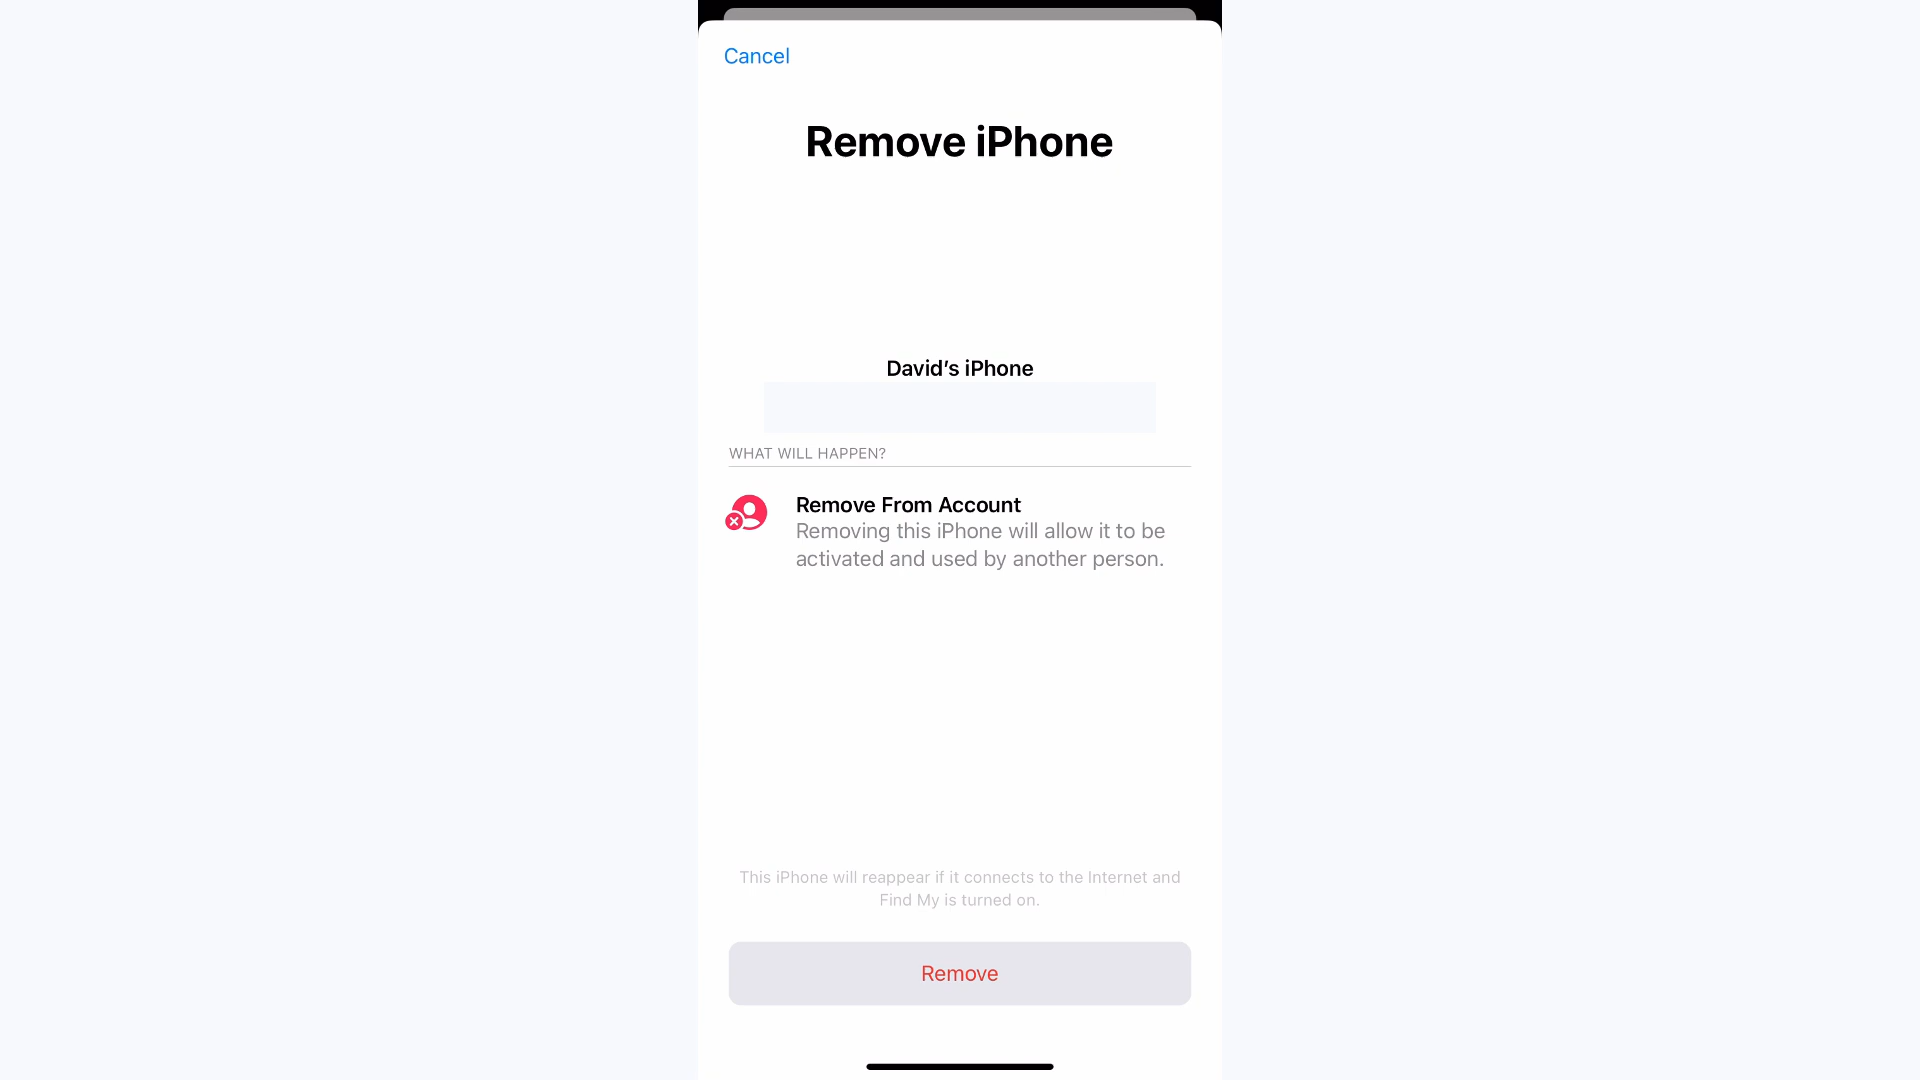 Cancel
Remove iPhone
David’s iPhone
WHAT WILL HAPPEN?
Remove From Account
Removing this iPhone will allow it to be
activated and used by another person.
This iPhone will reappear if it connects to the Internet and
Find My is turned on.
Remove